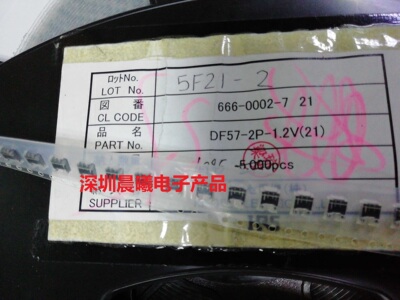 ロットNo.
LOT No. 5F21-2
図 番
CL CODE 666-0002-7 21
品 名
PART No. DF57-2P-1.2V(21)
5,000pcs
深圳晨曦电子产品
SUPPLIER